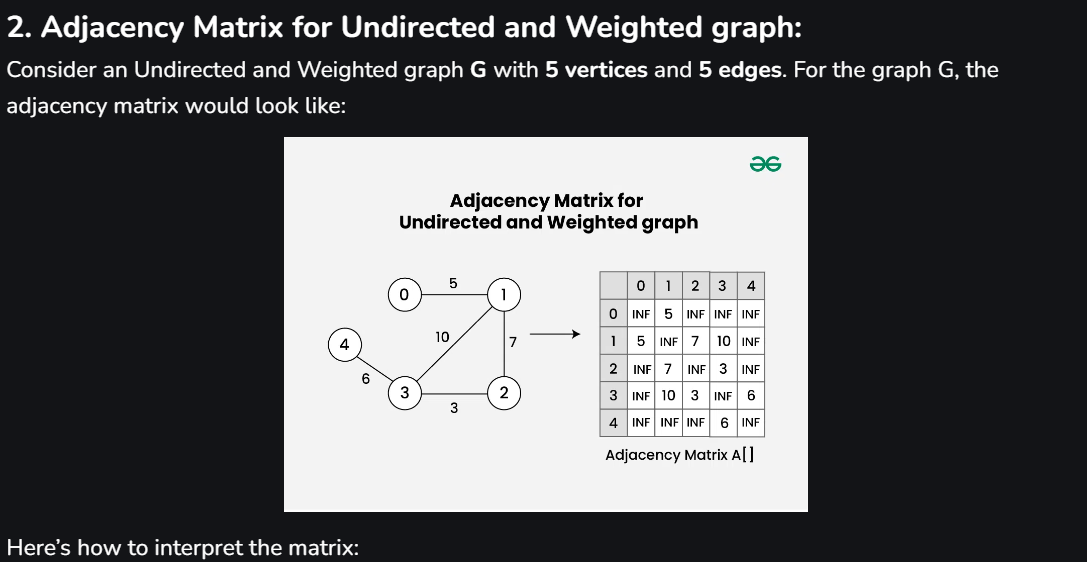 2. Adjacency Matrix for Undirected and Weighted graph:
Consider an Undirected and Weighted graph G with 5 vertices and 5 edges. For the graph G, the
adjacency matrix would look like:
Adjacency Matrix for
Undirected and Weighted graph
0 5 1
10 7
4 6
3 3 2
0 1 2 3 4
0 INF 5 INF INF INF
1 5 INF 7 10 INF
2 INF 7 INF 3 INF
3 INF 10 3 INF 6
4 INF INF INF 6 INF
Adjacency Matrix A[]
Here’s how to interpret the matrix: